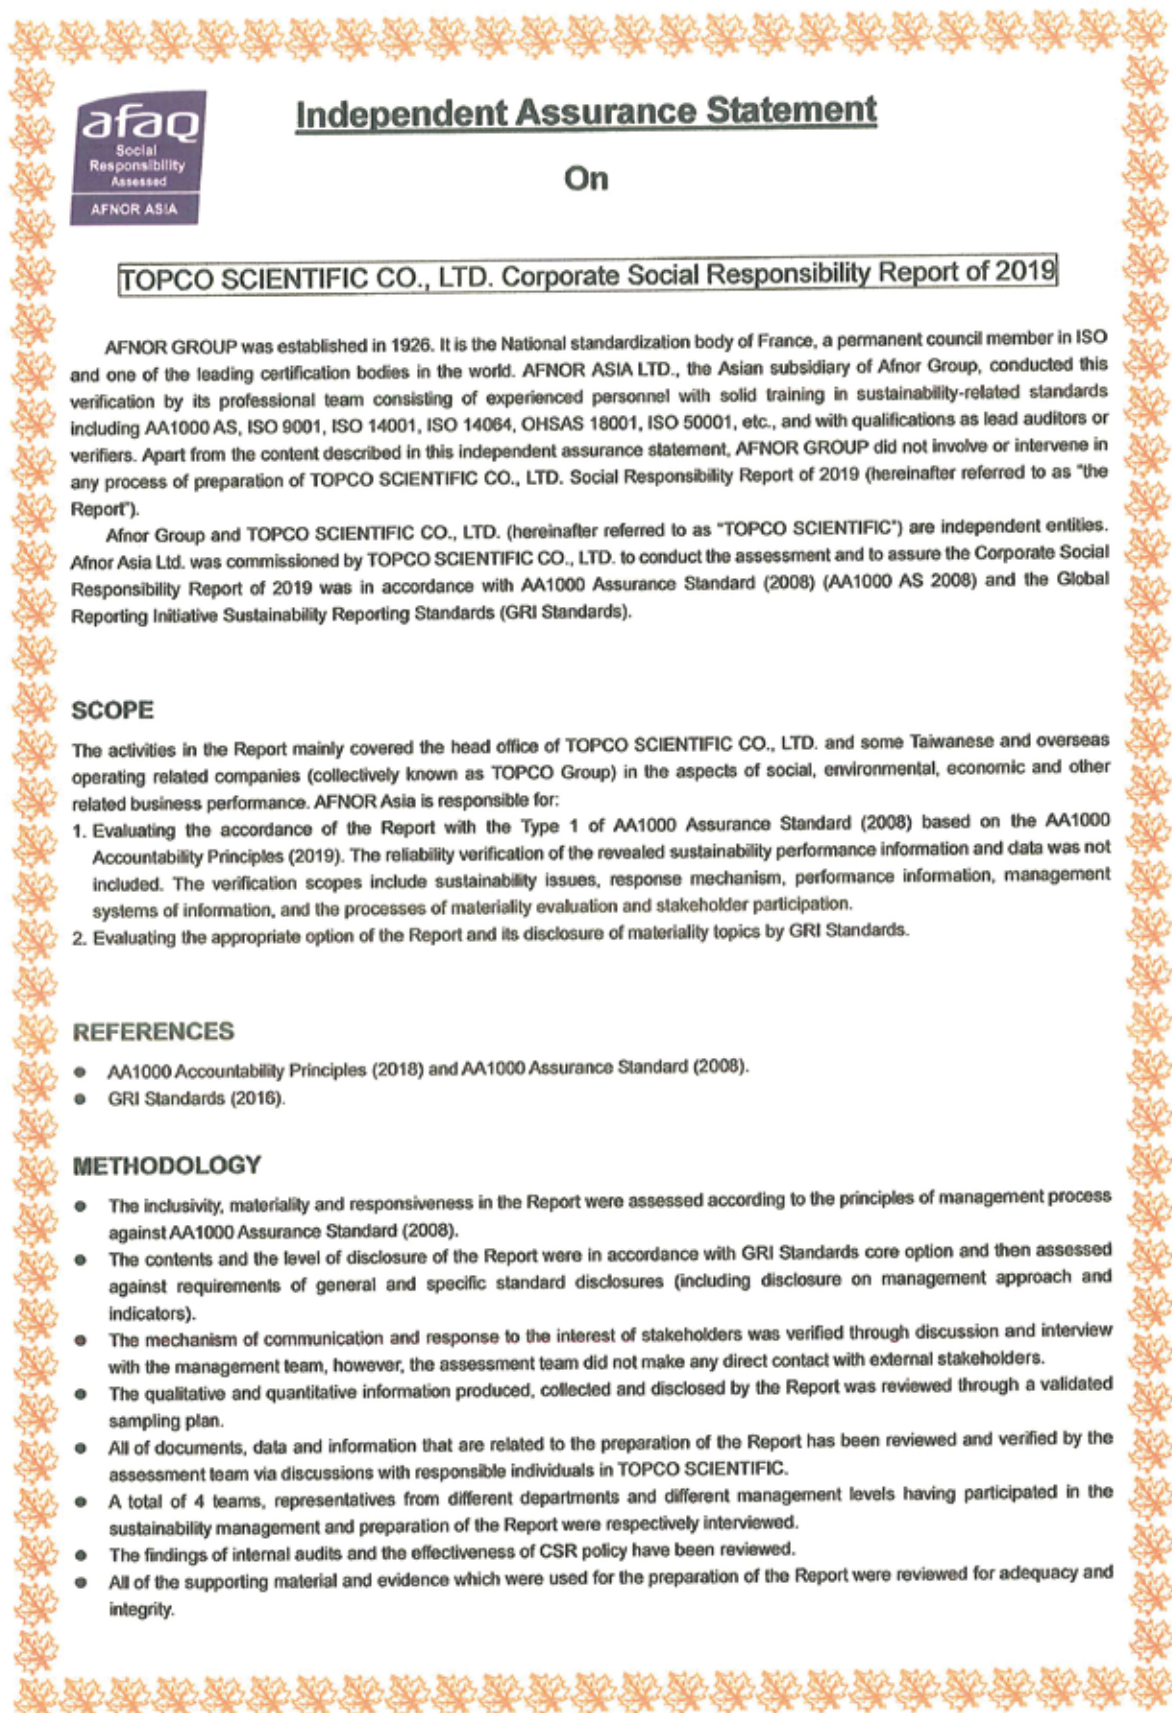 afaq
Social
Responsibility
Assessed
AFNOR ASIA
Independent Assurance Statement
On
TOPCO SCIENTIFIC CO., LTD. Corporate Social Responsibility Report of 2019
AFNOR GROUP was established in 1926. It is the National standardization body of France, a permanent council member in ISO
and one of the leading certification bodies in the world. AFNOR ASIA LTD., the Asian subsidiary of Afnor Group, conducted this
verification by its professional team consisting of experienced personnel with solid training in sustainability-related standards
including AA1000 AS, ISO 9001, ISO 14001, ISO 14064, OHSAS 18001, ISO 50001, etc., and with qualifications as lead auditors or
verifiers. Apart from the content described in this independent assurance statement, AFNOR GROUP did not involve or intervene in
any process of preparation of TOPCO SCIENTIFIC CO., LTD. Social Responsibility Report of 2019 (hereinafter referred to as "the
Report").
Afnor Group and TOPCO SCIENTIFIC CO., LTD. (hereinafter referred to as "TOPCO SCIENTIFIC") are independent entities.
Afnor Asia Ltd. was commissioned by TOPCO SCIENTIFIC CO., LTD. to conduct the assessment and to assure the Corporate Social
Responsibility Report of 2019 was in accordance with AA1000 Assurance Standard (2008) (AA1000 AS 2008) and the Global
Reporting Initiative Sustainability Reporting Standards (GRI Standards).
SCOPE
The activities in the Report mainly covered the head office of TOPCO SCIENTIFIC CO., LTD. and some Taiwanese and overseas
operating related companies (collectively known as TOPCO Group) in the aspects of social, environmental, economic and other
related business performance. AFNOR Asia is responsible for:
1. Evaluating the accordance of the Report with the Type 1 of AA1000 Assurance Standard (2008) based on the AA1000
Accountability Principles (2019). The reliability verification of the revealed sustainability performance information and data was not
included. The verification scopes include sustainability issues, response mechanism, performance information, management
systems of information, and the processes of materiality evaluation and stakeholder participation.
2. Evaluating the appropriate option of the Report and its disclosure of materiality topics by GRI Standards.
REFERENCES
● AA1000 Accountability Principles (2018) and AA1000 Assurance Standard (2008).
● GRI Standards (2016).
METHODOLOGY
● The inclusivity, materiality and responsiveness in the Report were assessed according to the principles of management process
against AA1000 Assurance Standard (2008).
● The contents and the level of disclosure of the Report were in accordance with GRI Standards core option and then assessed
against requirements of general and specific standard disclosures (including disclosure on management approach and
indicators).
● The mechanism of communication and response to the interest of stakeholders was verified through discussion and interview
with the management team, however, the assessment team did not make any direct contact with external stakeholders.
● The qualitative and quantitative information produced, collected and disclosed by the Report was reviewed through a validated
sampling plan.
● All of documents, data and information that are related to the preparation of the Report has been reviewed and verified by the
assessment team via discussions with responsible individuals in TOPCO SCIENTIFIC.
● A total of 4 teams, representatives from different departments and different management levels having participated in the
sustainability management and preparation of the Report were respectively interviewed.
● The findings of internal audits and the effectiveness of CSR policy have been reviewed.
● All of the supporting material and evidence which were used for the preparation of the Report were reviewed for adequacy and
integrity.